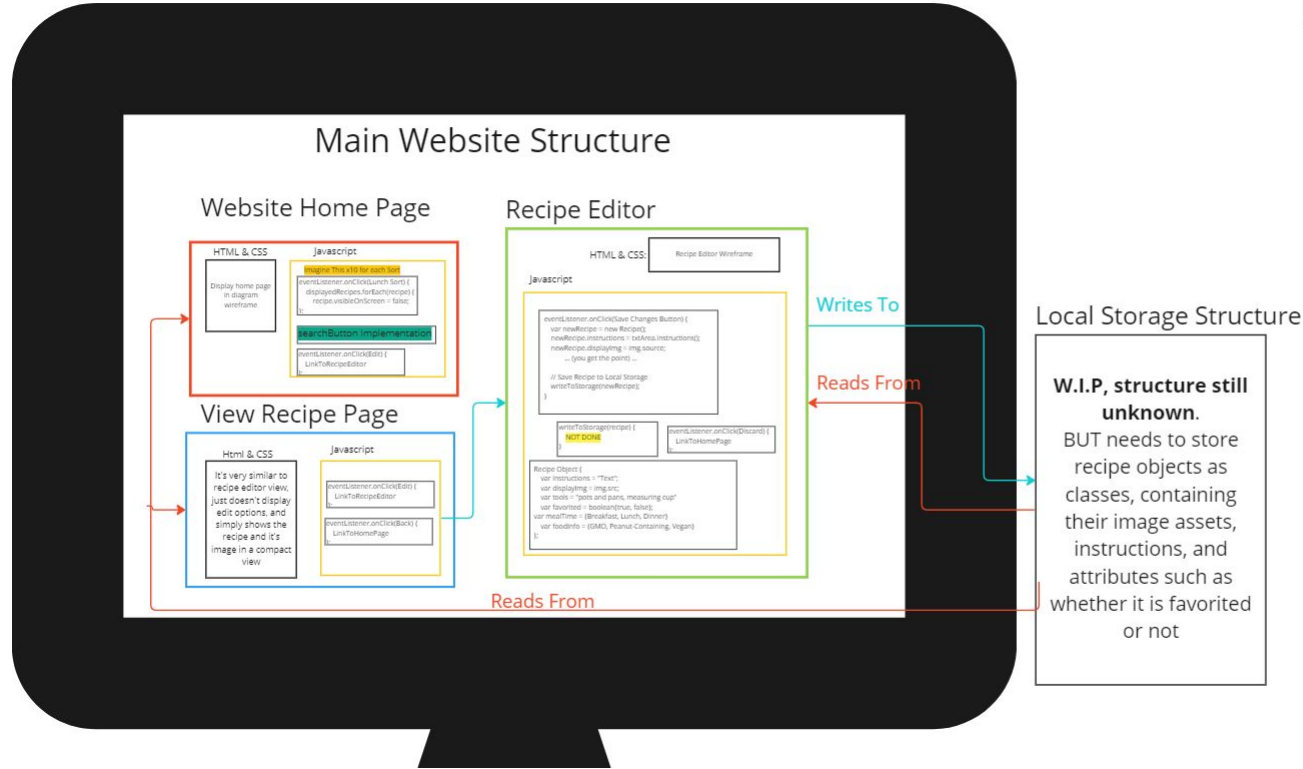 Main Website Structure
Website Home Page
HTML & CSS
Display home page
in diagram
wireframe
Javascript
Imagine This x10 for each Sort
eventListener.onClick(Lunch Sort) {
displayedRecipes.forEach(recipe) {
recipe.visibleOnScreen = false;
};
searchButton Implementation
eventListener.onClick(Edit) {
LinkToRecipeEditor
};
View Recipe Page
Html & CSS
It's very similar to
recipe editor view,
just doesn't display
edit options, and
simply shows the
recipe and it's
image in a compact
view
Javascript
eventListener.onClick(Edit) {
LinkToRecipeEditor
};
eventListener.onClick(Back) {
LinkToHomePage
};
Recipe Editor
HTML & CSS:
Recipe Editor Wireframe
Javascript
eventListener.onClick(Save Changes Button) {
var newRecipe = new Recipe();
newRecipe.instructions = txtArea.instructions();
newRecipe.displayImg = img.source;
... (you get the point) ...
// Save Recipe to Local Storage
writeToStorage(newRecipe);
}
writeToStorage(recipe) {
NOT DONE
}
eventListener.onClick(Discard) {
LinkToHomePage
};
Recipe Object {
var instructions = "Text";
var displayImg = img.src;
var tools = "pots and pans, measuring cup"
var favorited = boolean(true, false);
var mealTime = {Breakfast, Lunch, Dinner}
var foodInfo = {GMO, Peanut-Containing, Vegan}
};
Writes To
Reads From
Reads From
Local Storage Structure
W.I.P, structure still
unknown.
BUT needs to store
recipe objects as
classes, containing
their image assets,
instructions, and
attributes such as
whether it is favorited
or not